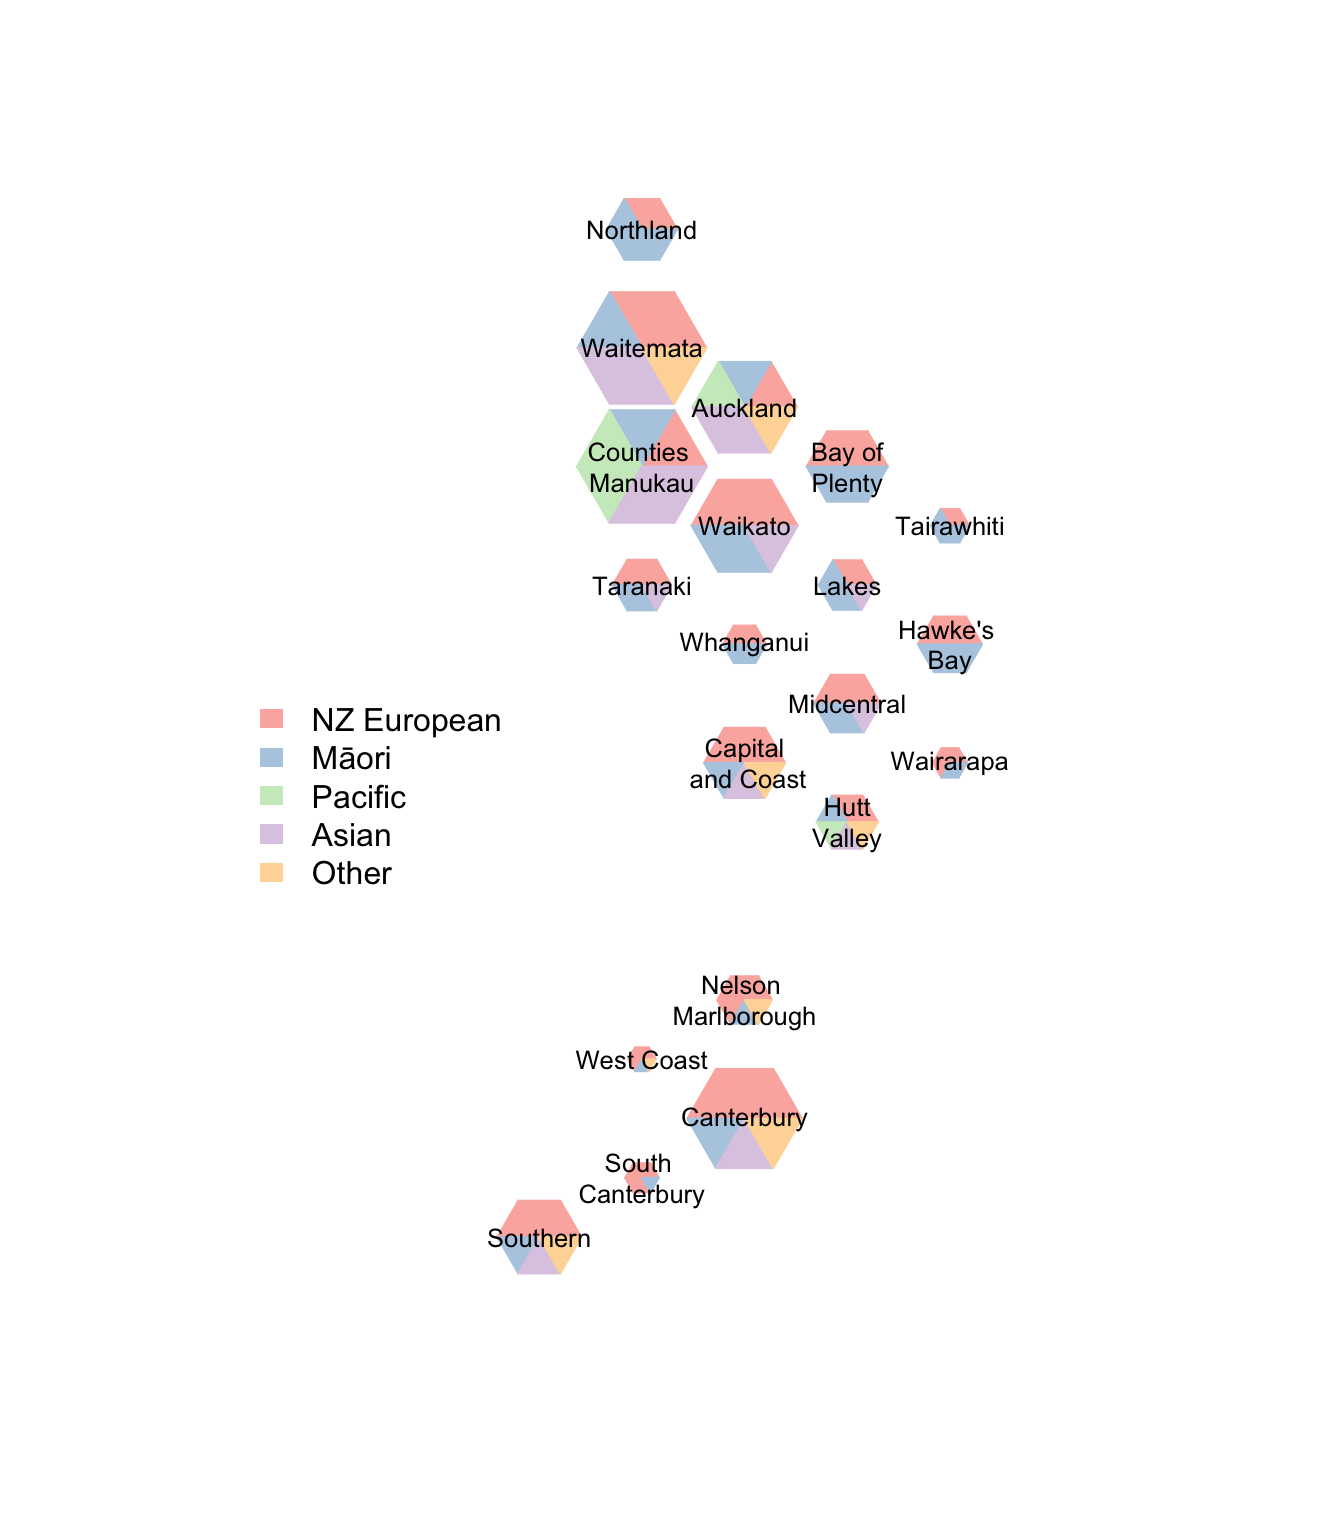 Northland
Waitemata
Auckland
Counties
Manukau
Bay of
Plenty
Waikato
Tairawhiti
Taranaki
Lakes
Whanganui
Hawke's
Bay
Midcentral
NZ European
Māori
Pacific
Asian
Other
Capital
and Coast
Wairarapa
Hutt
Valley
Nelson
Marlborough
West Coast
Canterbury
South
Canterbury
Southern